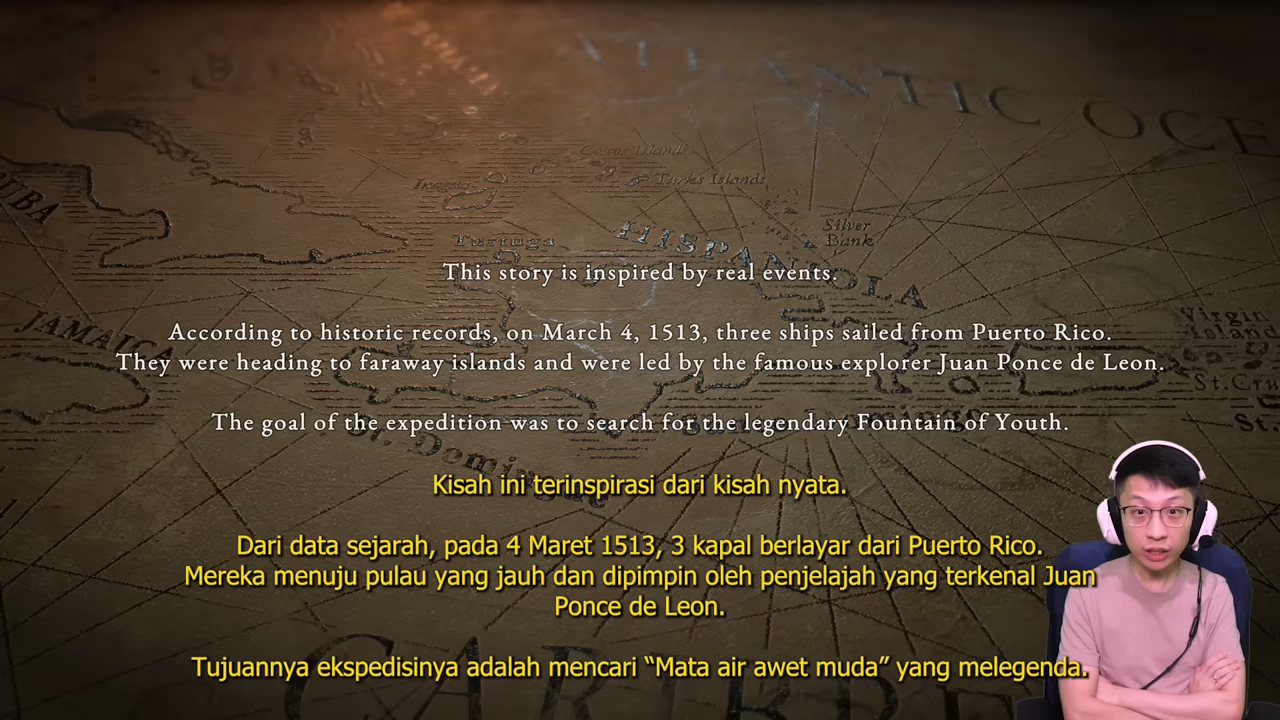 ATLANTIC OCE
CUBA
Caicos Islands
Inagua
Turks Islands
Tortuga
HISPANIOLA
Silver
Bank
This story is inspired by real events.
JAMAICA
According to historic records, on March 4, 1513, three ships sailed from Puerto Rico.
They were heading to faraway islands and were led by the famous explorer Juan Ponce de Leon.
St. Cru
St.
The goal of the expedition was to search for the legendary Fountain of Youth.
St. Domingue
Kisah ini terinspirasi dari kisah nyata.
Dari data sejarah, pada 4 Maret 1513, 3 kapal berlayar dari Puerto Rico.
Mereka menuju pulau yang jauh dan dipimpin oleh penjelajah yang terkenal Juan
Ponce de Leon.
Tujuannya ekspedisinya adalah mencari “Mata air awet muda” yang melegenda.